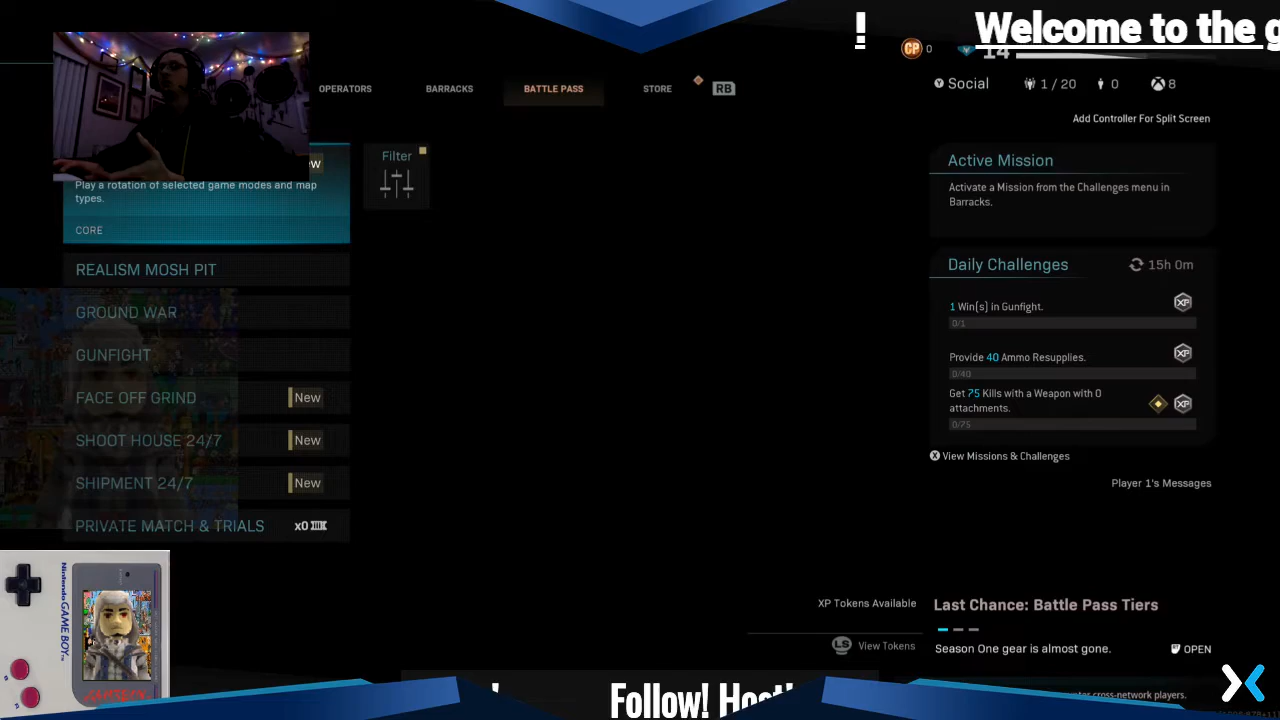 !
Welcome to the g
CP 0
14
OPERATORS
BARRACKS
BATTLE PASS
STORE
RB
Y Social
1 / 20
0
8
Add Controller For Split Screen
Play a rotation of selected game modes and map
types.
CORE
Filter
REALISM MOSH PIT
GROUND WAR
GUNFIGHT
FACE OFF GRIND
New
SHOOT HOUSE 24/7
New
SHIPMENT 24/7
New
PRIVATE MATCH & TRIALS
x0
Active Mission
Activate a Mission from the Challenges menu in
Barracks.
Daily Challenges
15h 0m
1 Win(s) in Gunfight.
XP
0/1
Provide 40 Ammo Resupplies.
XP
0/40
Get 75 Kills with a Weapon with 0
attachments.
XP
0/75
X View Missions & Challenges
Player 1's Messages
XP Tokens Available
LS View Tokens
Last Chance: Battle Pass Tiers
Season One gear is almost gone.
OPEN
Nintendo GAME BOY
Follow! Host!
cross-network players.